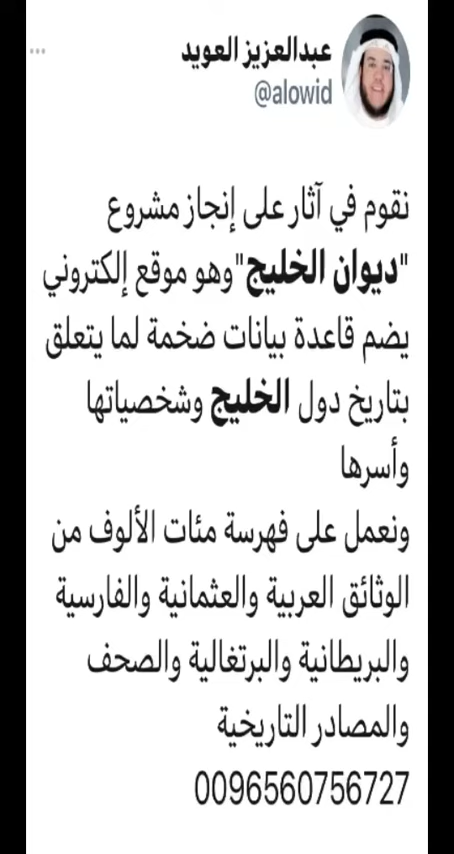 عبدالعزيز العويد
@alowid
نقوم في آثار على إنجاز مشروع
"ديوان الخليج"وهو موقع إلكتروني
يضم قاعدة بيانات ضخمة لما يتعلق
بتاريخ دول الخليج وشخصياتها
وأسرها
ونعمل على فهرسة مئات الألوف من
الوثائق العربية والعثمانية والفارسية
والبريطانية والبرتغالية والصحف
والمصادر التاريخية
0096560756727